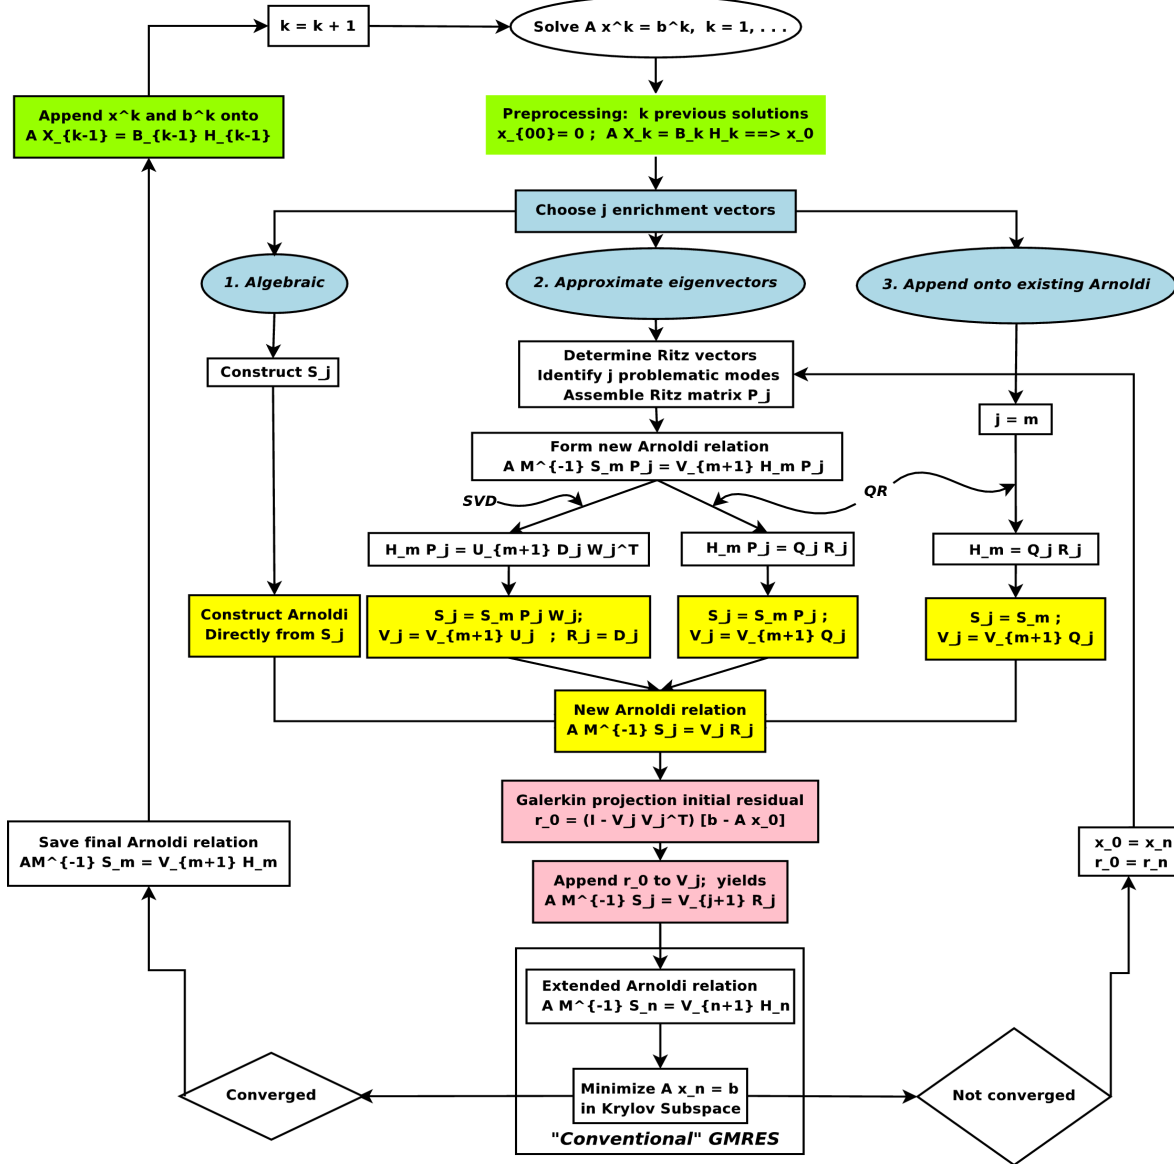 k = k + 1
Solve A x^k = b^k,  k = 1, . . .
Append x^k and b^k onto
A X_{k-1} = B_{k-1} H_{k-1}
Preprocessing:  k previous solutions
x_{00}= 0 ;  A X_k = B_k H_k ==> x_0
Choose j enrichment vectors
1. Algebraic
2. Approximate eigenvectors
3. Append onto existing Arnoldi
Construct S_j
Determine Ritz vectors
Identify j problematic modes
Assemble Ritz matrix P_j
j = m
Form new Arnoldi relation
A M^{-1} S_m P_j = V_{m+1} H_m P_j
SVD
QR
H_m P_j = U_{m+1} D_j W_j^T
H_m P_j = Q_j R_j
H_m = Q_j R_j
Construct Arnoldi
Directly from S_j
S_j = S_m P_j W_j;
V_j = V_{m+1} U_j   ;  R_j = D_j
S_j = S_m P_j ;
V_j = V_{m+1} Q_j
S_j = S_m ;
V_j = V_{m+1} Q_j
New Arnoldi relation
A M^{-1} S_j = V_j R_j
Galerkin projection initial residual
r_0 = (I - V_j V_j^T) [b - A x_0]
Save final Arnoldi relation
AM^{-1} S_m = V_{m+1} H_m
x_0 = x_n
r_0 = r_n
Append r_0 to V_j;  yields
A M^{-1} S_j = V_{j+1} R_j
Extended Arnoldi relation
A M^{-1} S_n = V_{n+1} H_n
Converged
Minimize A x_n = b
in Krylov Subspace
Not converged
"Conventional" GMRES